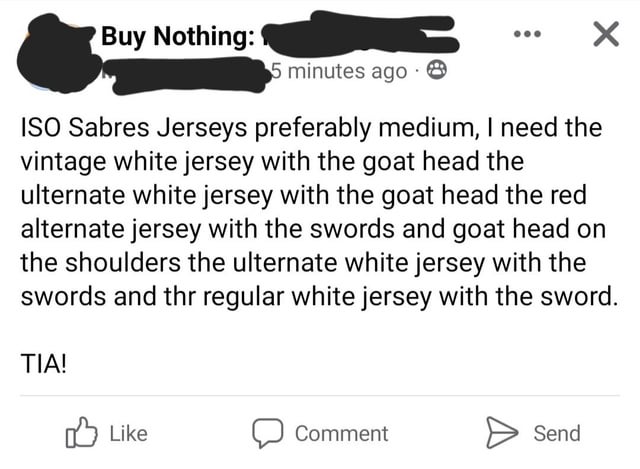 Buy Nothing:
5 minutes ago ·
ISO Sabres Jerseys preferably medium, I need the
vintage white jersey with the goat head the
ulternate white jersey with the goat head the red
alternate jersey with the swords and goat head on
the shoulders the ulternate white jersey with the
swords and thr regular white jersey with the sword.
TIA!
Like Comment Send